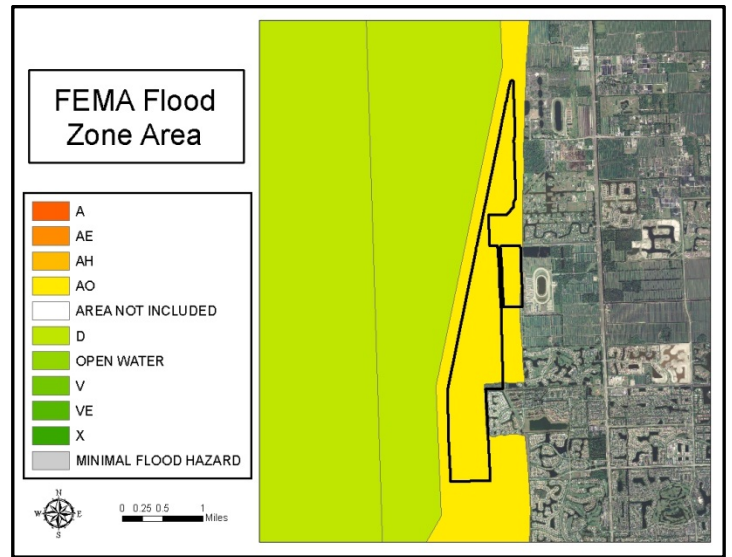 FEMA Flood
Zone Area
A
AE
AH
AO
AREA NOT INCLUDED
D
OPEN WATER
V
VE
X
MINIMAL FLOOD HAZARD
N
W E
S
0 0.25 0.5 1
Miles